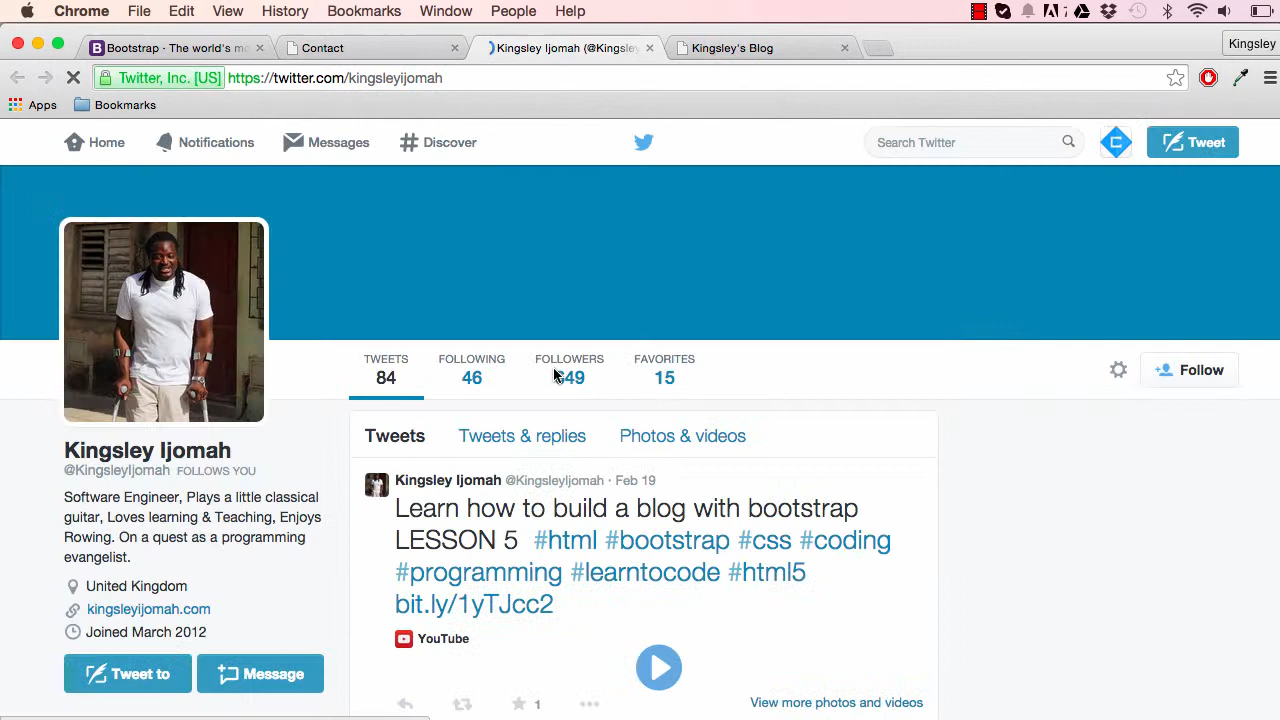 Chrome File Edit View History Bookmarks Window People Help
Bootstrap - The world's mo Contact Kingsley Ijomah (@Kingsley Kingsley's Blog Kingsley
Twitter, Inc. [US] https://twitter.com/kingsleyijomah
Apps Bookmarks
Home Notifications Messages Discover Search Twitter Tweet
TWEETS FOLLOWING FOLLOWERS FAVORITES
84 46 49 15
Follow
Tweets Tweets & replies Photos & videos
Kingsley Ijomah
@KingsleyIjomah FOLLOWS YOU
Software Engineer, Plays a little classical
guitar, Loves learning & Teaching, Enjoys
Rowing. On a quest as a programming
evangelist.
United Kingdom
kingsleyijomah.com
Joined March 2012
Tweet to Message
Kingsley Ijomah @KingsleyIjomah · Feb 19
Learn how to build a blog with bootstrap
LESSON 5 #html #bootstrap #css #coding
#programming #learntocode #html5
bit.ly/1yTJcc2
YouTube
1
View more photos and videos